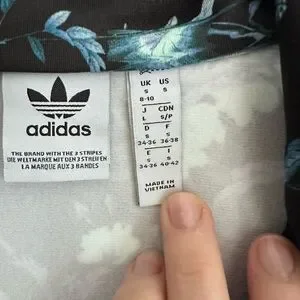 adidas
THE BRAND WITH THE 3 STRIPES
DIE WELTMARKE MIT DEN 3 STREIFEN
LA MARQUE AUX 3 BANDES
UK US
S S
8-10
J CDN
L S/P
D F
S S
34-36 36-38
E I
S S
34-36 40-42
MADE IN
VIETNAM